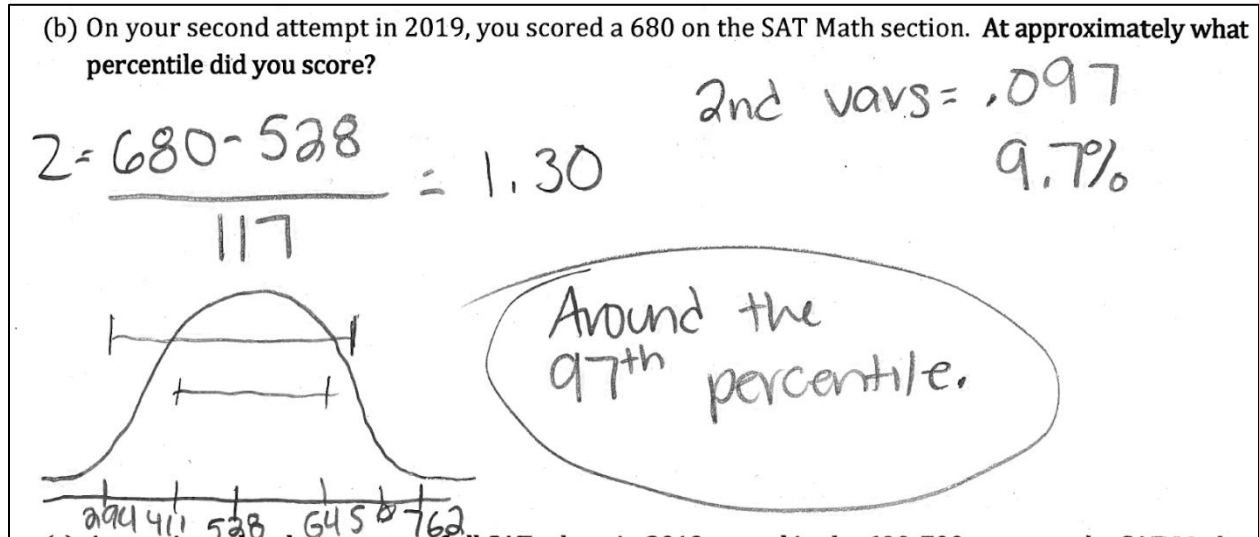 (b) On your second attempt in 2019, you scored a 680 on the SAT Math section. At approximately what
percentile did you score?
2nd vars = .097
9.7%
Z = 680 - 528
117
= 1.30
Around the
97th percentile.
294 411 528 645 762